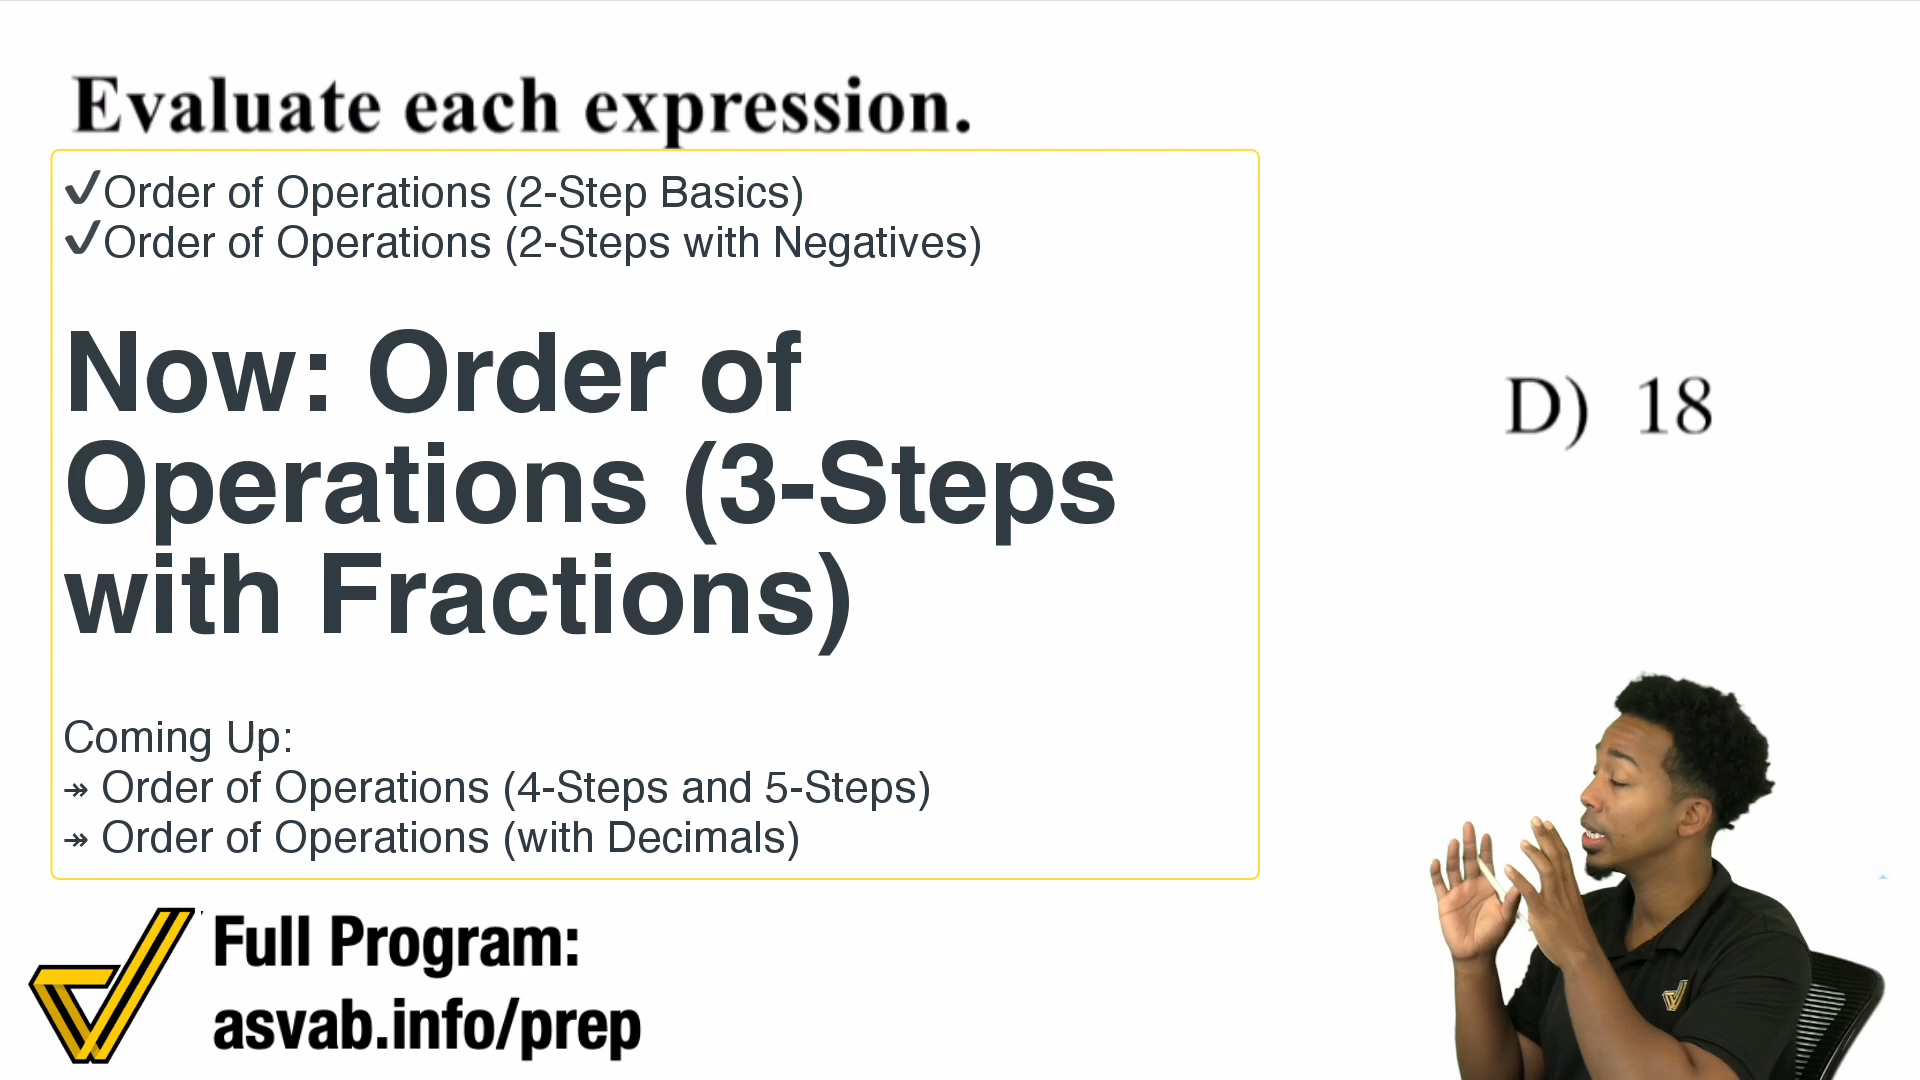 Evaluate each expression.
✓Order of Operations (2-Step Basics)
✓Order of Operations (2-Steps with Negatives)
Now: Order of
Operations (3-Steps
with Fractions)
D) 18
Coming Up:
↠ Order of Operations (4-Steps and 5-Steps)
↠ Order of Operations (with Decimals)
Full Program:
asvab.info/prep